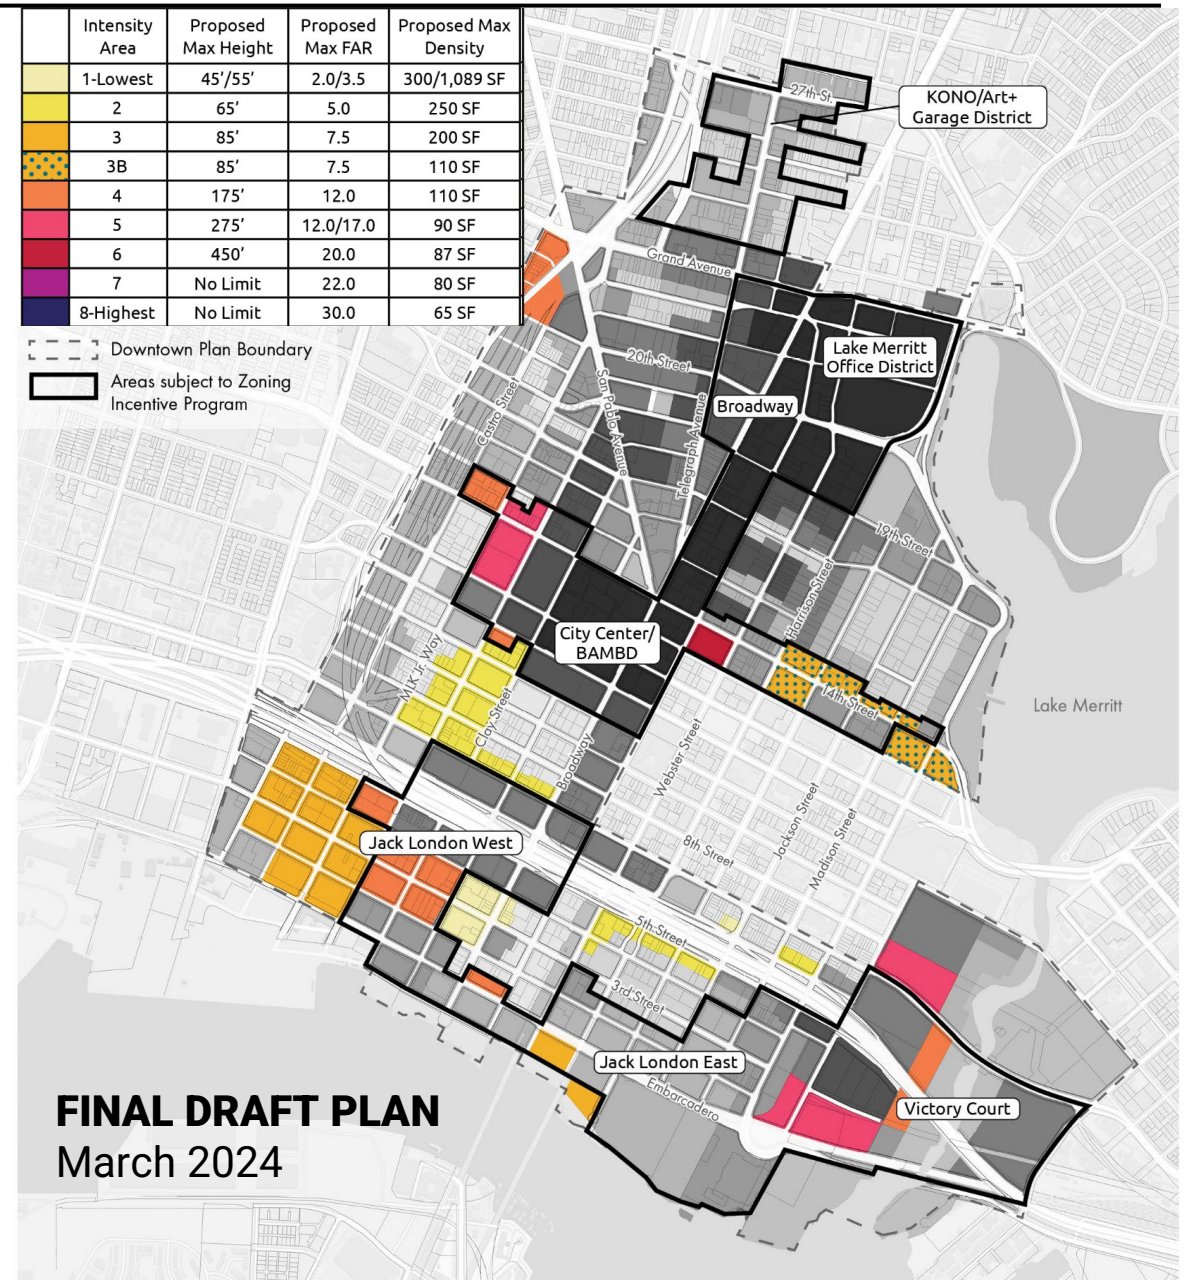 Intensity Area Proposed Max Height Proposed Max FAR Proposed Max Density
1-Lowest 45’/55’ 2.0/3.5 300/1,089 SF
2 65’ 5.0 250 SF
3 85’ 7.5 200 SF
3B 85’ 7.5 110 SF
4 175’ 12.0 110 SF
5 275’ 12.0/17.0 90 SF
6 450’ 20.0 87 SF
7 No Limit 22.0 80 SF
8-Highest No Limit 30.0 65 SF
Downtown Plan Boundary
Areas subject to Zoning
Incentive Program
27th St.
KONO/Art+
Garage District
Grand Avenue
Lake Merritt
Office District
20th Street
San Pablo Avenue
Castro Street
Telegraph Avenue
Broadway
19th Street
Harrison Street
City Center/
BAMBD
MLK Jr. Way
Clay Street
14th Street
Lake Merritt
Broadway
Webster Street
Jackson Street
Madison Street
8th Street
Jack London West
5th Street
3rd Street
Jack London East
Embarcadero
Victory Court
FINAL DRAFT PLAN
March 2024